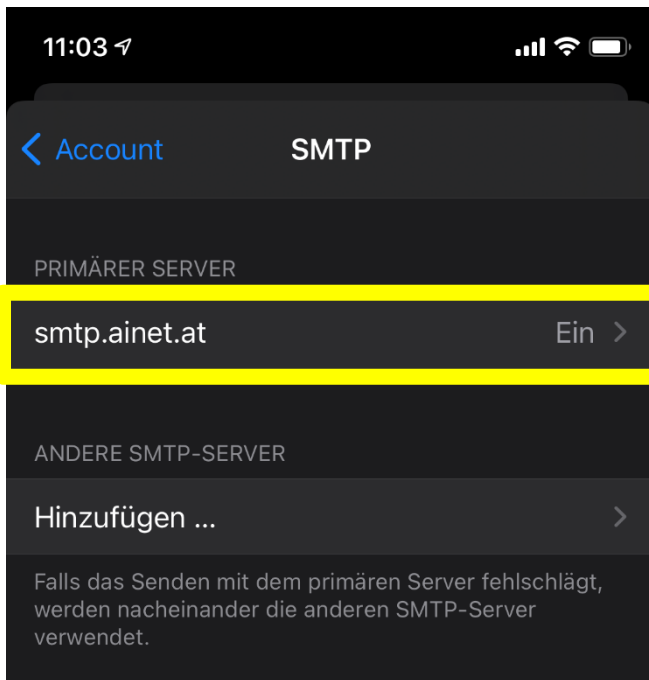 11:03
Account
SMTP
PRIMÄRER SERVER
smtp.ainet.at
Ein
ANDERE SMTP-SERVER
Hinzufügen ...
Falls das Senden mit dem primären Server fehlschlägt,
werden nacheinander die anderen SMTP-Server
verwendet.